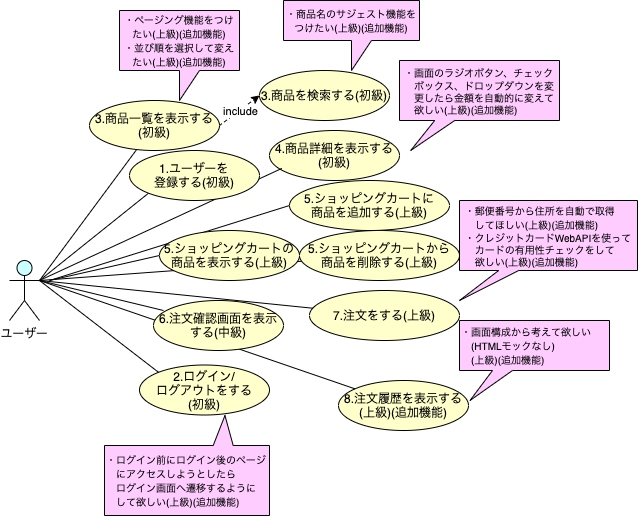 ・ページング機能をつけ
たい(上級)(追加機能)
・並び順を選択して変え
たい(上級)(追加機能)
・商品名のサジェスト機能を
つけたい(上級)(追加機能)
・画面のラジオボタン、チェック
ボックス、ドロップダウンを変
更したら金額を自動的に変えて
欲しい(上級)(追加機能)
3.商品を検索する(初級)
include
3.商品一覧を表示する
(初級)
4.商品詳細を表示する
(初級)
1.ユーザーを
登録する(初級)
5.ショッピングカートに
商品を追加する(上級)
・郵便番号から住所を自動で取得
してほしい(上級)(追加機能)
・クレジットカードWebAPIを使って
カードの有用性チェックをして
欲しい(上級)(追加機能)
5.ショッピングカートの
商品を表示する(上級)
5.ショッピングカートから
商品を削除する(上級)
ユーザー
6.注文確認画面を表示
する(中級)
7.注文をする(上級)
・画面構成から考えて欲しい
(HTMLモックなし)
(上級)(追加機能)
2.ログイン/
ログアウトをする
(初級)
8.注文履歴を表示する
(上級)(追加機能)
・ログイン前にログイン後のページ
にアクセスしようとしたら
ログイン画面へ遷移するように
して欲しい(上級)(追加機能)